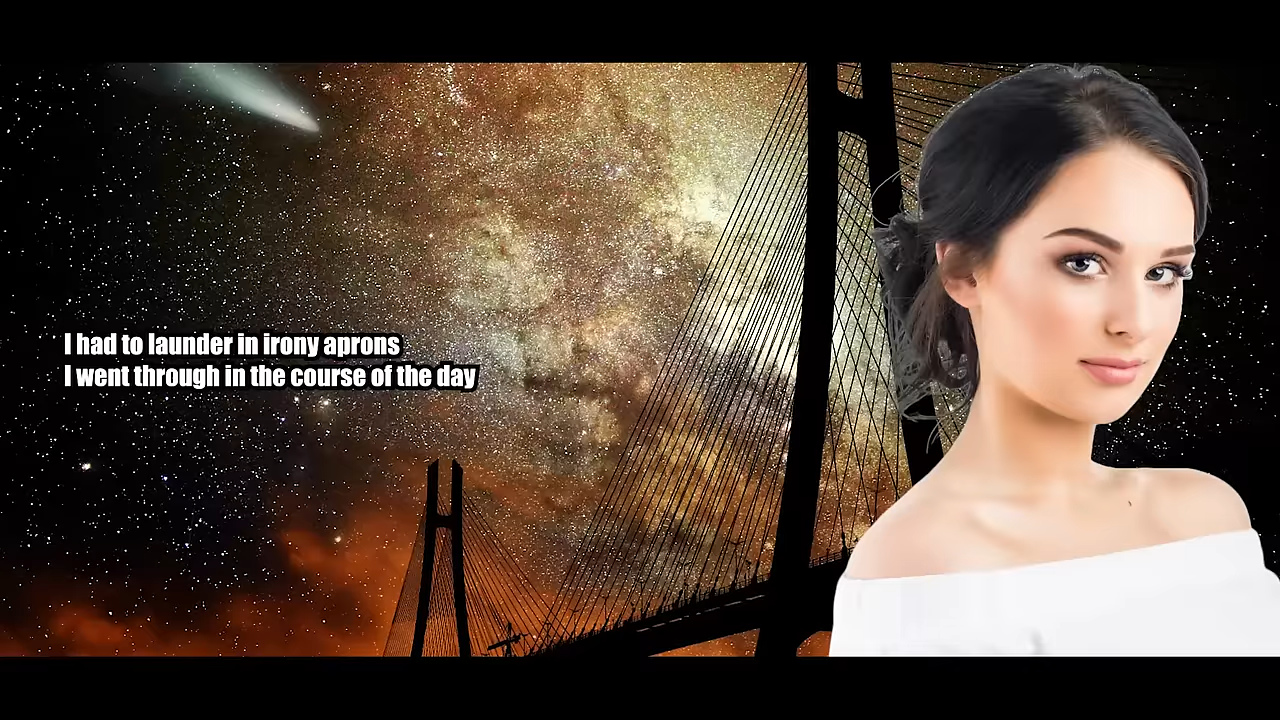 I had to launder in irony aprons
I went through in the course of the day